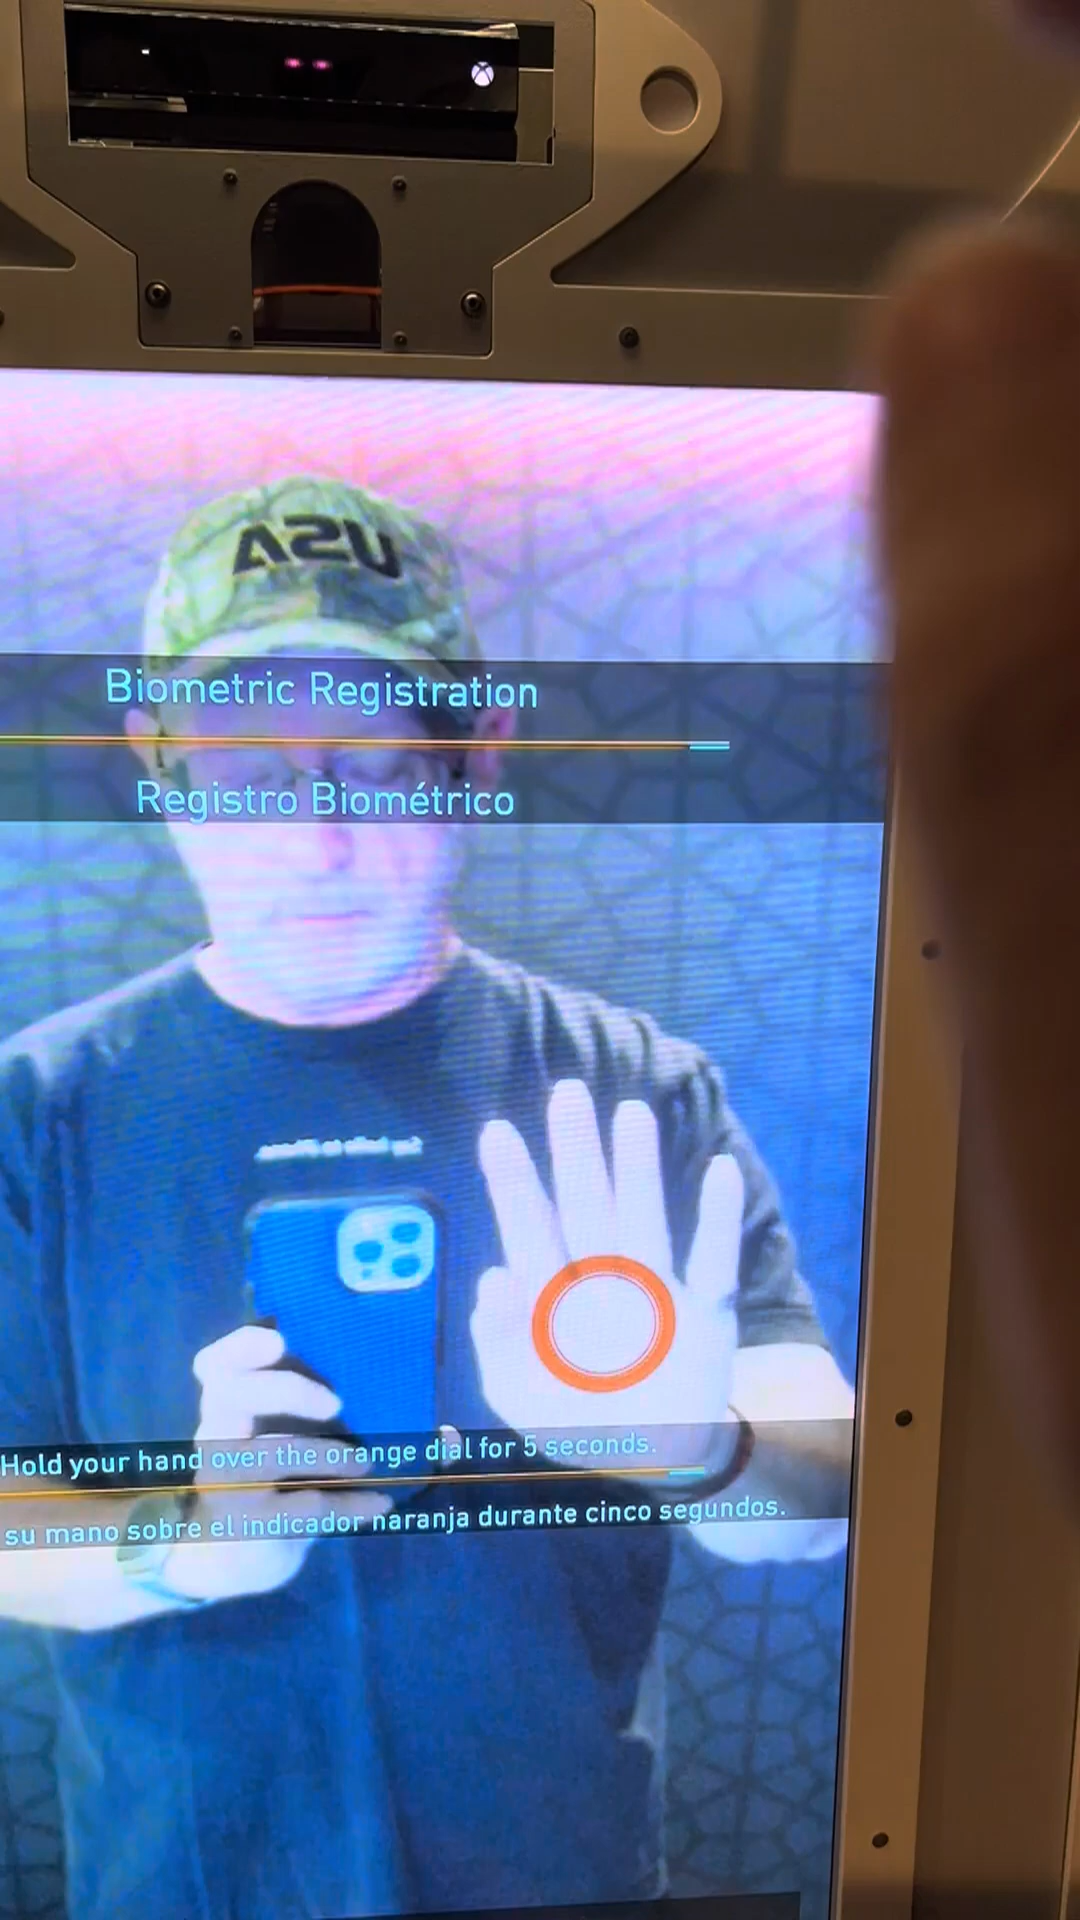 USA
Biometric Registration
Registro Biométrico
Hold your hand over the orange dial for 5 seconds.
su mano sobre el indicador naranja durante cinco segundos.